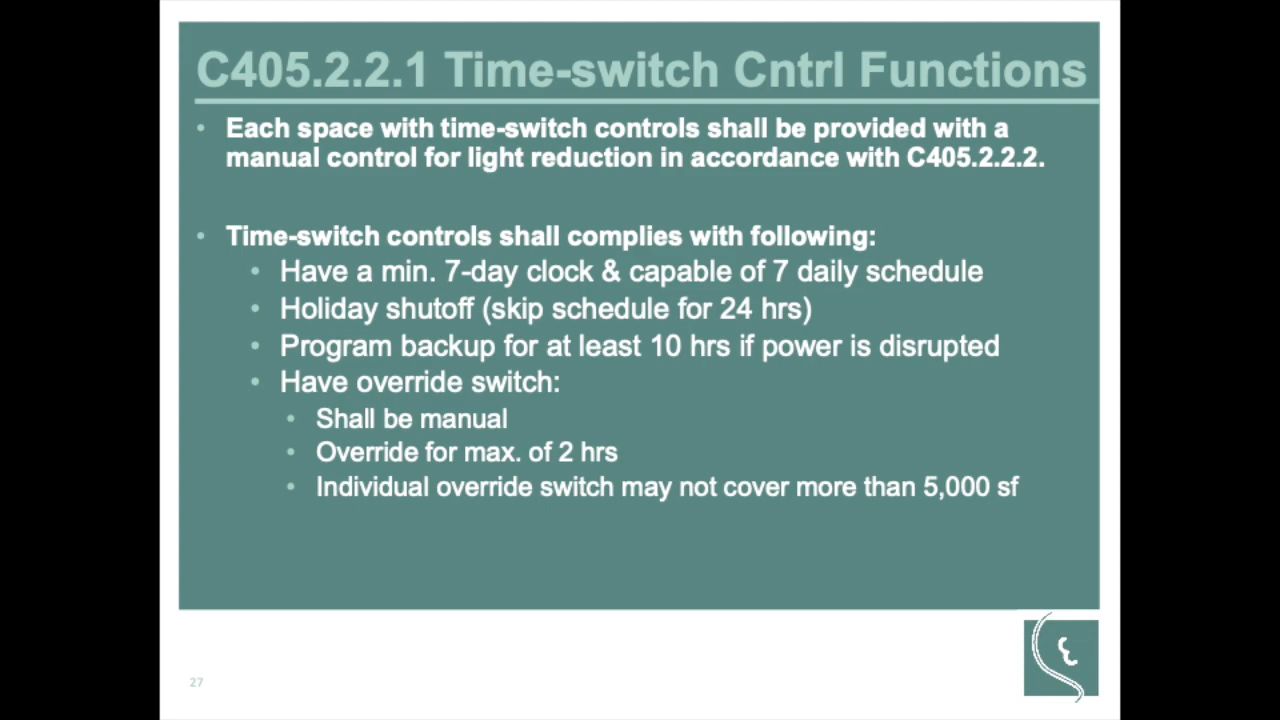 C405.2.2.1 Time-switch Cntrl Functions
• Each space with time-switch controls shall be provided with a
manual control for light reduction in accordance with C405.2.2.2.
• Time-switch controls shall complies with following:
• Have a min. 7-day clock & capable of 7 daily schedule
• Holiday shutoff (skip schedule for 24 hrs)
• Program backup for at least 10 hrs if power is disrupted
• Have override switch:
• Shall be manual
• Override for max. of 2 hrs
• Individual override switch may not cover more than 5,000 sf
27